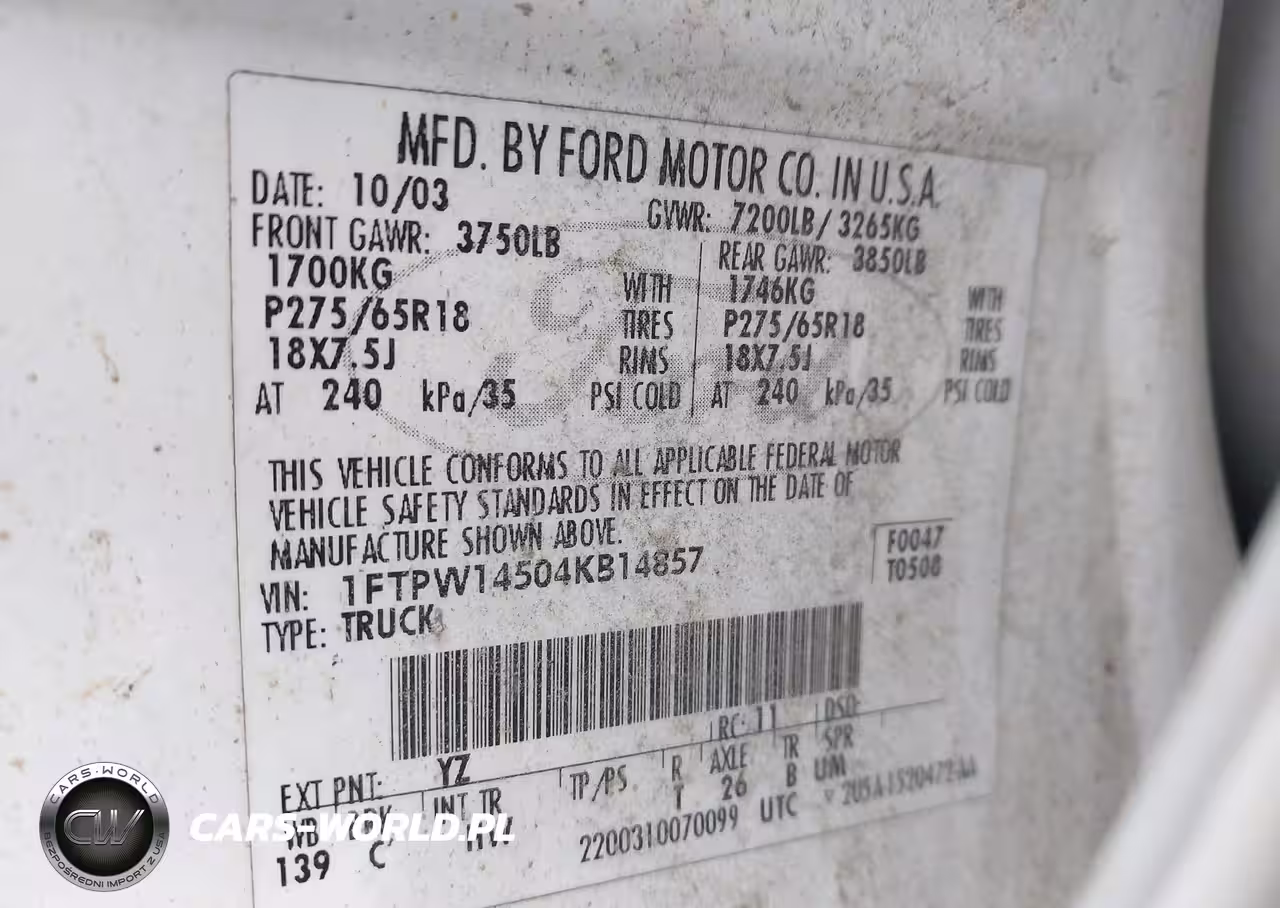 MFD. BY FORD MOTOR CO. IN U.S.A.
DATE: 10/03
GVWR: 7200LB/ 3265KG
FRONT GAWR: 3750LB
1700KG WITH
P275/65R18 TIRES
18X7.5J RIMS
AT 240 kPa/35 PSI COLD
REAR GAWR: 3850LB
1746KG WITH
P275/65R18 TIRES
18X7.5J RIMS
AT 240 kPa/35 PSI COLD
THIS VEHICLE CONFORMS TO ALL APPLICABLE FEDERAL MOTOR
VEHICLE SAFETY STANDARDS IN EFFECT ON THE DATE OF
MANUFACTURE SHOWN ABOVE.
F0047
T0508
VIN: 1FTPW14504KB14857
TYPE: TRUCK
EXT PNT: YZ RC: 11 DSO:
WB BRK INT TR TP/PS R AXLE TR SPR
139 C T 26 B UM
2200310070099 UTC
CARS-WORLD
CW
BEZPOŚREDNI IMPORT Z USA
CARS-WORLD.PL